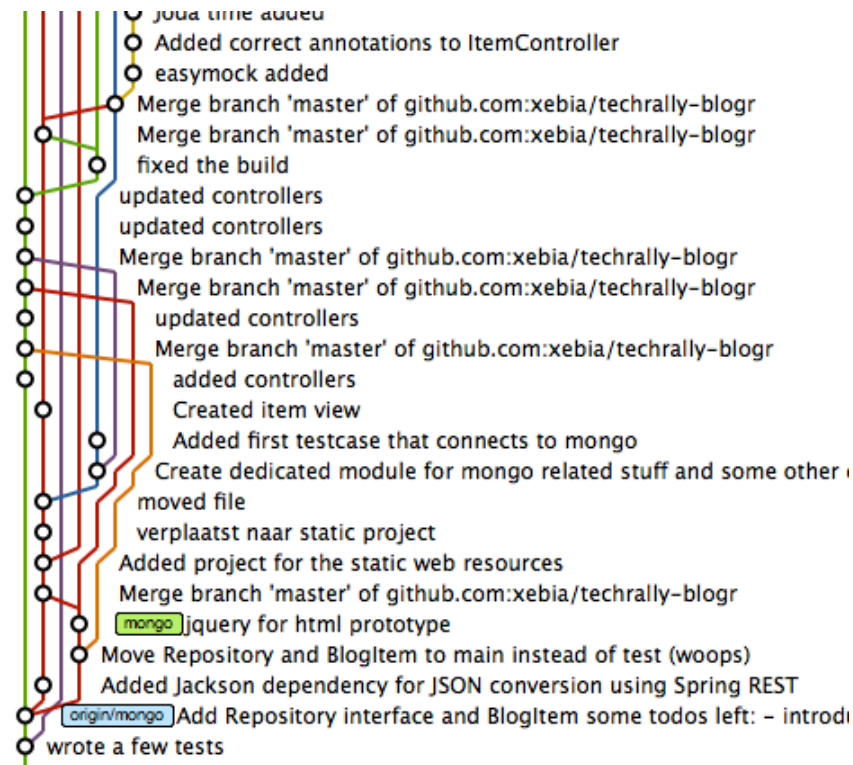 Joda time added
Added correct annotations to ItemController
easymock added
Merge branch 'master' of github.com:xebia/techrally-blogr
Merge branch 'master' of github.com:xebia/techrally-blogr
fixed the build
updated controllers
updated controllers
Merge branch 'master' of github.com:xebia/techrally-blogr
Merge branch 'master' of github.com:xebia/techrally-blogr
updated controllers
Merge branch 'master' of github.com:xebia/techrally-blogr
added controllers
Created item view
Added first testcase that connects to mongo
Create dedicated module for mongo related stuff and some other
moved file
verplaatst naar static project
Added project for the static web resources
Merge branch 'master' of github.com:xebia/techrally-blogr
mongo jquery for html prototype
Move Repository and BlogItem to main instead of test (woops)
Added Jackson dependency for JSON conversion using Spring REST
origin/mongo Add Repository interface and BlogItem some todos left: – introdu
wrote a few tests